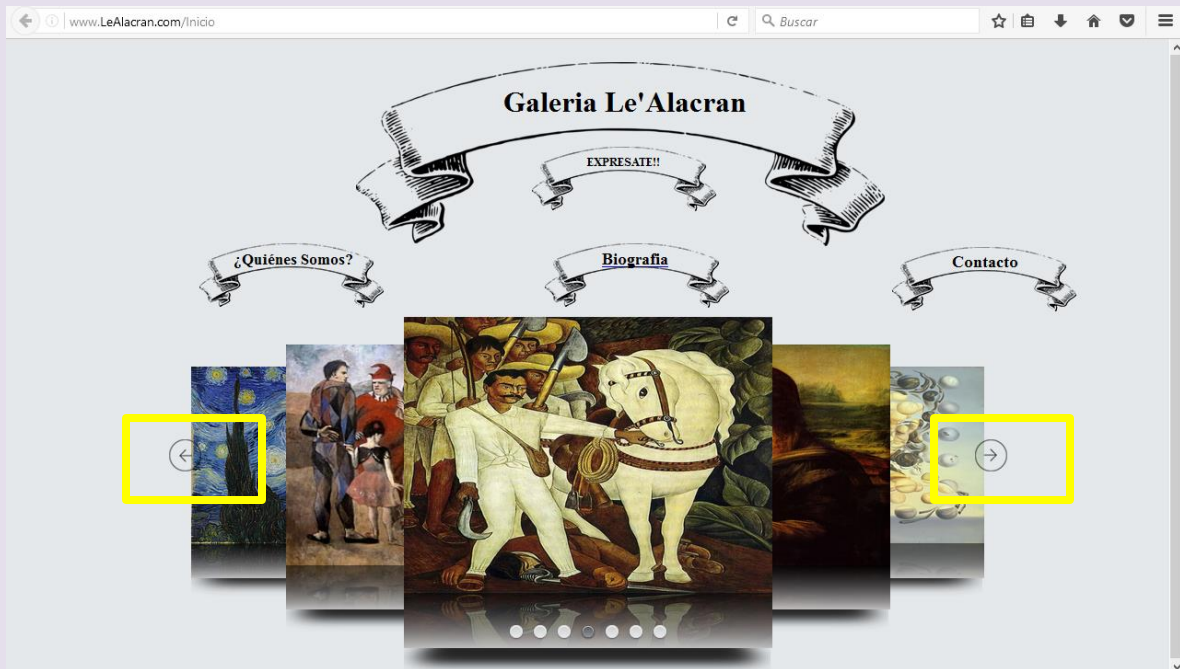 www.LeAlacran.com/Inicio
Buscar
Galeria Le'Alacran
EXPRESATE!!
¿Quiénes Somos?
Biografia
Contacto